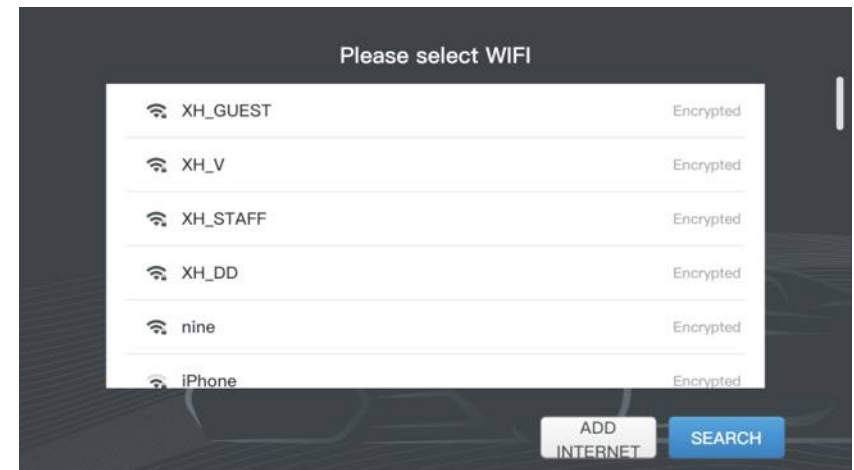 Please select WIFI
XH_GUEST Encrypted
XH_V Encrypted
XH_STAFF Encrypted
XH_DD Encrypted
nine Encrypted
iPhone Encrypted
ADD
INTERNET
SEARCH